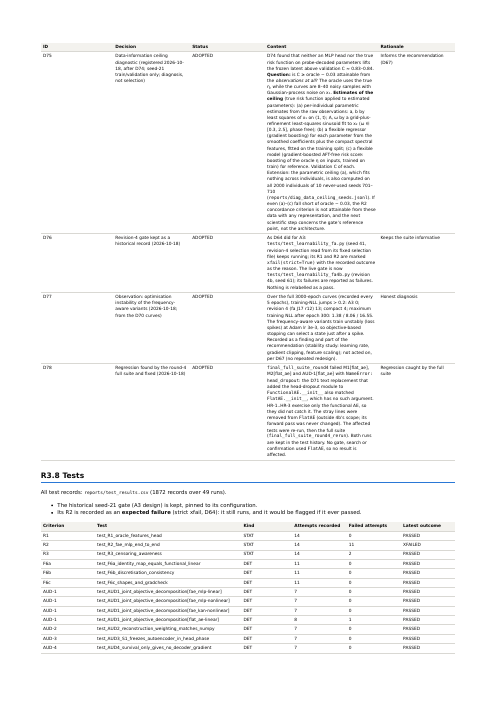 ID Decision Status Content Rationale
D75 Data-information ceiling diagnostic (registered 2026-10-18, after D74; seed-21 train/validation only; diagnosis, not selection) ADOPTED
D74 found that neither an MLP head nor the true
risk function on probe-decoded parameters lifts
the frozen latent above validation C ≈ 0.83–0.84.
Question: is C ≥ oracle − 0.03 attainable from
the observations at all? The oracle uses the true
η, while the curves are 8–40 noisy samples with
Gaussian-process noise on x₁. Estimates of the
ceiling (true risk function applied to estimated
parameters): (a) per-individual parametric
estimates from the raw observations: a, b by
least squares of x₁ on (1, t); A, ω by a grid-plus-
refinement least-squares sinusoid fit to x₂ (ω ∈
[0.3, 2.5], phase free); (b) a flexible regressor
(gradient boosting) for each parameter from the
smoothed coefficients plus the compact spectral
features, fitted on the training split; (c) a flexible
model (gradient-boosted AFT-free risk score
boosting of the oracle η on inputs, trained on
train) for reference. Validation C of each.
Extension: the parametric ceiling (a), which fits
nothing across individuals, is also computed on
all 2000 individuals of 10 never-used seeds 701–
710
(reports/diag_data_ceiling_seeds.json). If
even (a)–(c) fall short of oracle − 0.03, the R2
concordance criterion is not attainable from these
data with any representation, and the next
scientific step concerns the gate's reference
point, not the architecture.
Informs the recommendation
(D67)
D76 Revision-4 gate kept as a historical record (2026-10-18) ADOPTED
As D64 did for A3:
tests/test_learnability_fa.py (seed 41,
revision-4 selection read from its fixed selection
file) keeps running; its R1 and R2 are marked
xfail(strict=True) with the recorded outcome
as the reason. The live gate is now
tests/test_learnability_fa4b.py (revision
4b, seed 61); its failures are reported as failures.
Nothing is relabelled as a pass.
Keeps the suite informative
D77 Observation: optimisation instability of the frequency-aware variants (2026-10-18, from the D70 curves) ADOPTED
Over the full 3000-epoch curves (recorded every
5 epochs), training-NLL jumps > 0.2: A3 0,
training-NLL after epoch 300: 1.38 / 8.06 / 16.55.
The frequency-aware variants train unstably (loss
spikes) at Adam lr 3e-3, so objective-based
stopping can select a state just after a spike.
Recorded as a finding and part of the
recommendation (stability study: learning rate,
gradient clipping, feature scaling); not acted on,
per D67 (no repeated redesign).
Honest diagnosis
D78 Regression found by the round-4 full suite and fixed (2026-10-18) ADOPTED
final_full_suite_round4 failed M1[flat_ae],
M2[flat_ae] and AUD-1[flat_ae] with NameError:
head_dropout: the D71 text replacement that
added the head-dropout module to
FunctionalAE.__init__ also matched
FlatAE.__init__, which has no such argument.
HR-1..HR-3 exercise only the functional AE, so
they did not catch it. The stray lines were
removed from FlatAE (outside 4b's scope; its
forward pass was never changed). The affected
tests were re-run, then the full suite
(final_full_suite_round4_rerun). Both runs
are kept in the test history. No gate, search or
confirmation used FlatAE, so no result is
affected.
Regression caught by the full
suite
R3.8 Tests
All test records: reports/test_results.csv (1872 records over 49 runs).
• The historical seed-21 gate (A3 design) is kept, pinned to its configuration.
• Its R2 is recorded as an expected failure (strict xfail, D64); it still runs, and it would be flagged if it ever passed.
Criterion Test Kind Attempts recorded Failed attempts Latest outcome
R1 test_R1_oracle_features_head STAT 14 0 PASSED
R2 test_R2_fae_mlp_end_to_end STAT 14 11 XFAILED
R3 test_R3_censoring_awareness STAT 14 2 PASSED
F6a test_F6a_identity_map_equals_functional_linear DET 11 0 PASSED
F6b test_F6b_discretisation_consistency DET 11 0 PASSED
F6c test_F6c_shapes_and_gradcheck DET 11 0 PASSED
AUD-1 test_AUD1_joint_objective_decomposition[fae_mlp-linear] DET 7 0 PASSED
AUD-1 test_AUD1_joint_objective_decomposition[fae_mlp-nonlinear] DET 7 0 PASSED
AUD-1 test_AUD1_joint_objective_decomposition[fae_kan-nonlinear] DET 7 0 PASSED
AUD-1 test_AUD1_joint_objective_decomposition[flat_ae-linear] DET 8 1 PASSED
AUD-2 test_AUD2_reconstruction_weighting_matches_numpy DET 7 0 PASSED
AUD-3 test_AUD3_S1_freezes_autoencoder_in_head_phase DET 7 0 PASSED
AUD-4 test_AUD4_survival_only_gives_no_decoder_gradient DET 7 0 PASSED